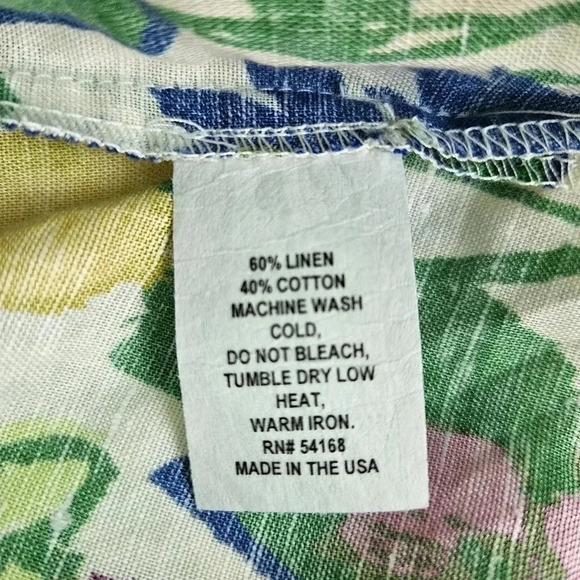 60% LINEN
40% COTTON
MACHINE WASH
COLD,
DO NOT BLEACH,
TUMBLE DRY LOW
HEAT,
WARM IRON.
RN# 54168
MADE IN THE USA